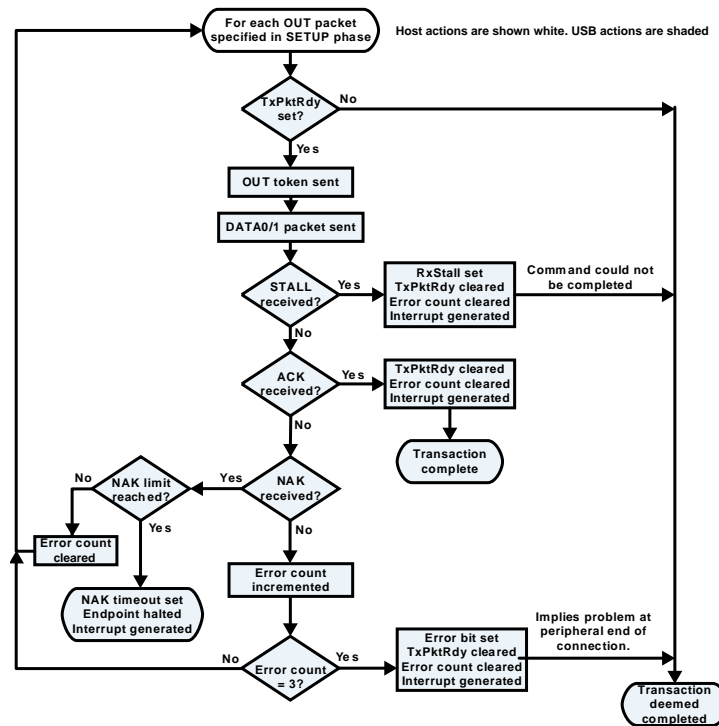 For each OUT packet
specified in SETUP phase
Host actions are shown white. USB actions are shaded
TxPktRdy
set?
No
Yes
OUT token sent
DATA0/1 packet sent
STALL
received?
Yes
RxStall set
TxPktRdy cleared
Error count cleared
Interrupt generated
Command could not
be completed
No
ACK
received?
Yes
TxPktRdy cleared
Error count cleared
Interrupt generated
No
Transaction
complete
NAK
received?
Yes
NAK limit
reached?
No
Error count
cleared
Yes
NAK timeout set
Endpoint halted
Interrupt generated
No
Error count
incremented
Error count
= 3?
No
Yes
Error bit set
TxPktRdy cleared
Error count cleared
Interrupt generated
Implies problem at
peripheral end of
connection.
Transaction
deemed
completed